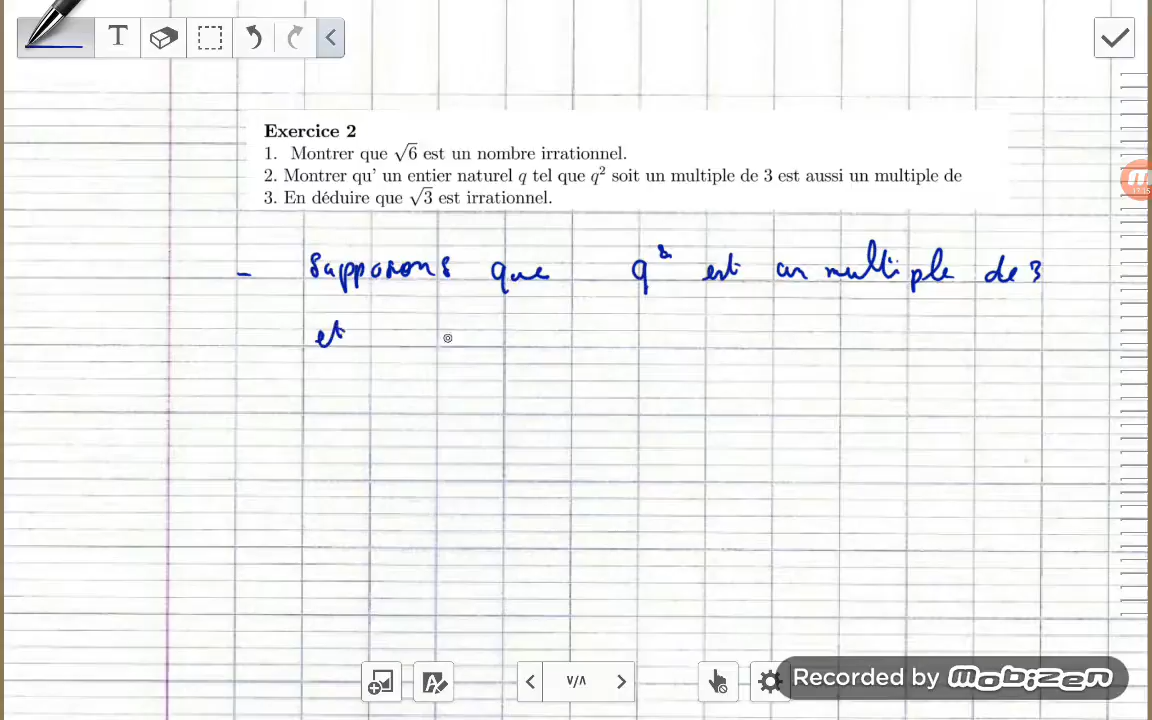 T
Exercice 2
1. Montrer que √6 est un nombre irrationnel.
2. Montrer qu' un entier naturel q tel que q² soit un multiple de 3 est aussi un multiple de
3. En déduire que √3 est irrationnel.
- Supposons que q² est un multiple de 3
et
V/Λ
Recorded by mobizen